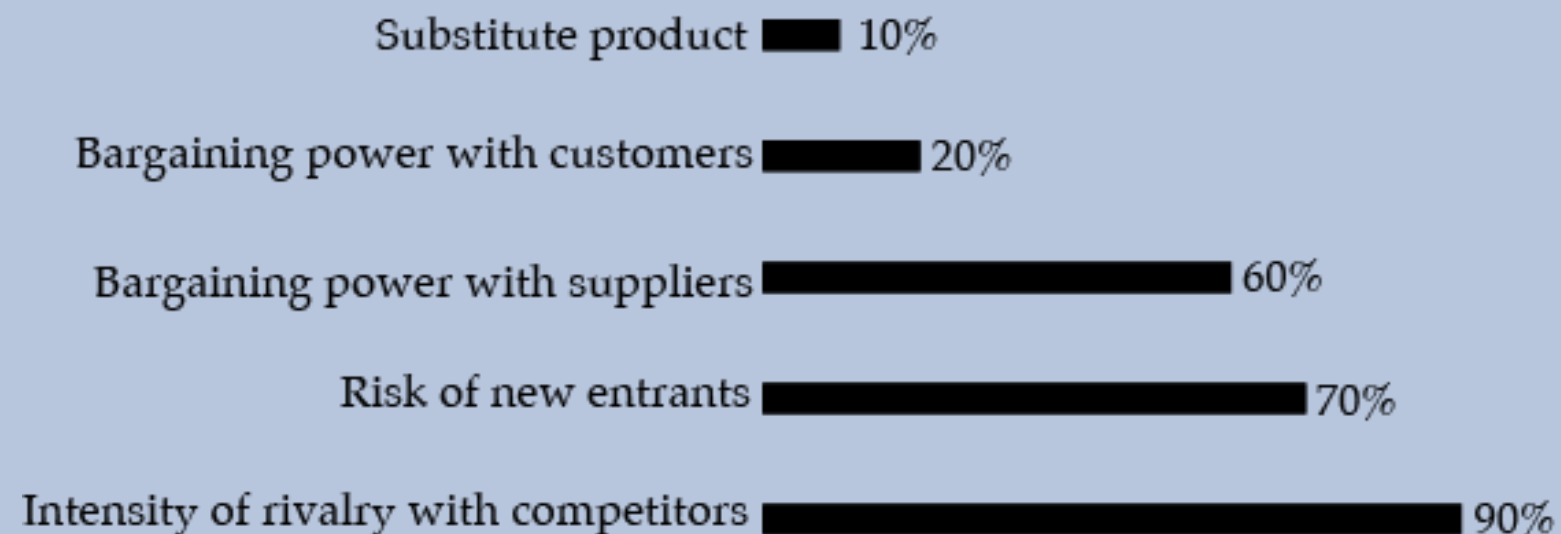 Substitute product 10%
Bargaining power with customers 20%
Bargaining power with suppliers 60%
Risk of new entrants 70%
Intensity of rivalry with competitors 90%